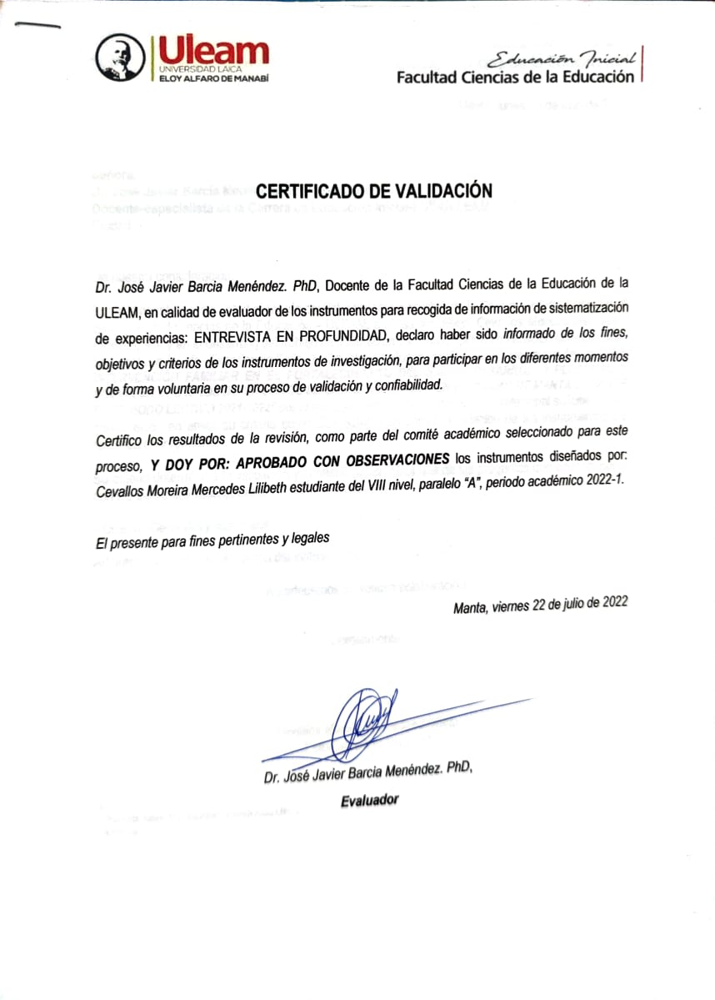 Uleam
UNIVERSIDAD LAICA
ELOY ALFARO DE MANABÍ
Educación Inicial
Facultad Ciencias de la Educación
CERTIFICADO DE VALIDACIÓN
Dr. José Javier Barcia Menéndez. PhD, Docente de la Facultad Ciencias de la Educación de la
ULEAM, en calidad de evaluador de los instrumentos para recogida de información de sistematización
de experiencias: ENTREVISTA EN PROFUNDIDAD, declaro haber sido informado de los fines,
objetivos y criterios de los instrumentos de investigación, para participar en los diferentes momentos
y de forma voluntaria en su proceso de validación y confiabilidad.
Certifico los resultados de la revisión, como parte del comité académico seleccionado para este
proceso, Y DOY POR: APROBADO CON OBSERVACIONES los instrumentos diseñados por:
Cevallos Moreira Mercedes Lilibeth estudiante del VIII nivel, paralelo “A”, periodo académico 2022-1.
El presente para fines pertinentes y legales
Manta, viernes 22 de julio de 2022
Dr. José Javier Barcia Menéndez. PhD,
Evaluador